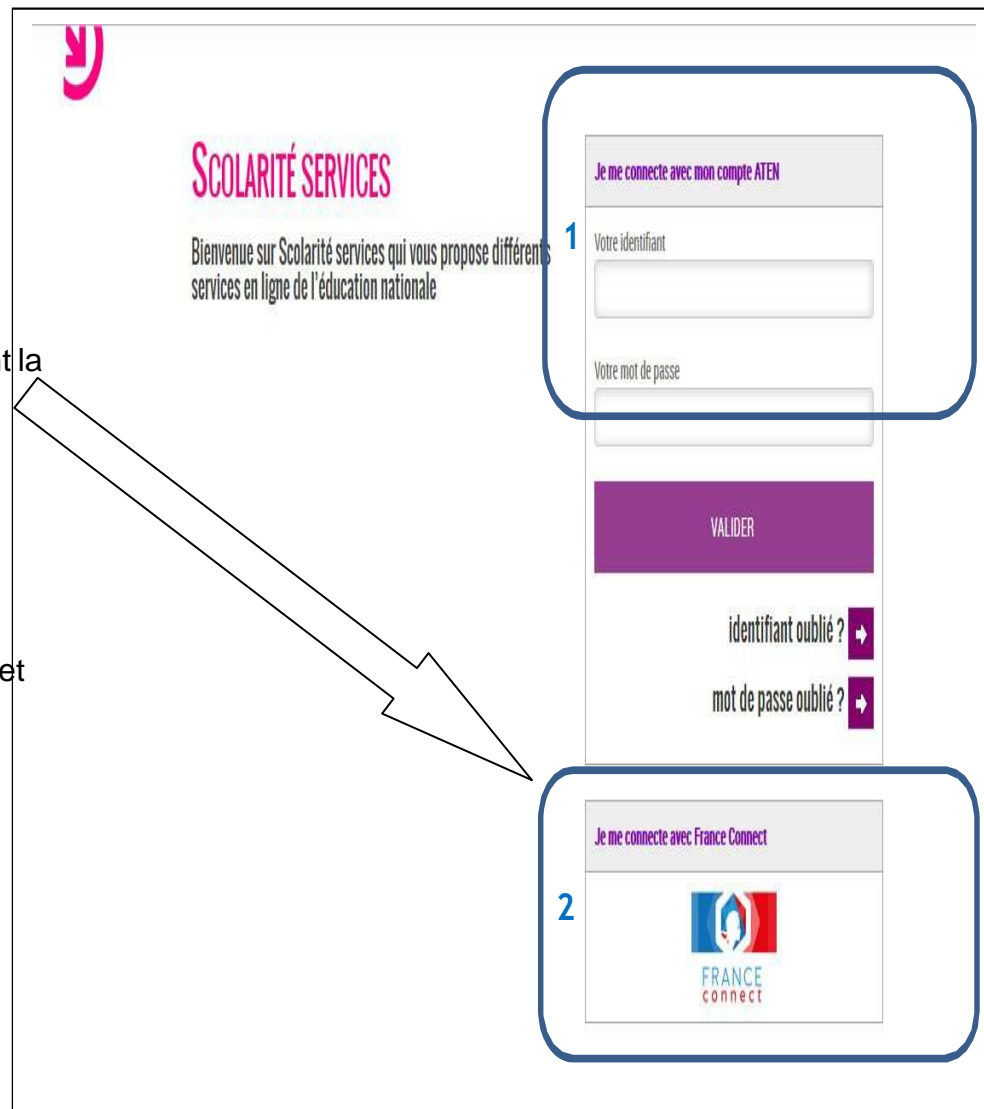 SCOLARITÉ SERVICES
Bienvenue sur Scolarité services qui vous propose différents
services en ligne de l'éducation nationale
t la
et
1
Je me connecte avec mon compte ATEN
Votre identifiant
Votre mot de passe
VALIDER
identifiant oublié ?
mot de passe oublié ?
2
Je me connecte avec France Connect
FRANCE
connect